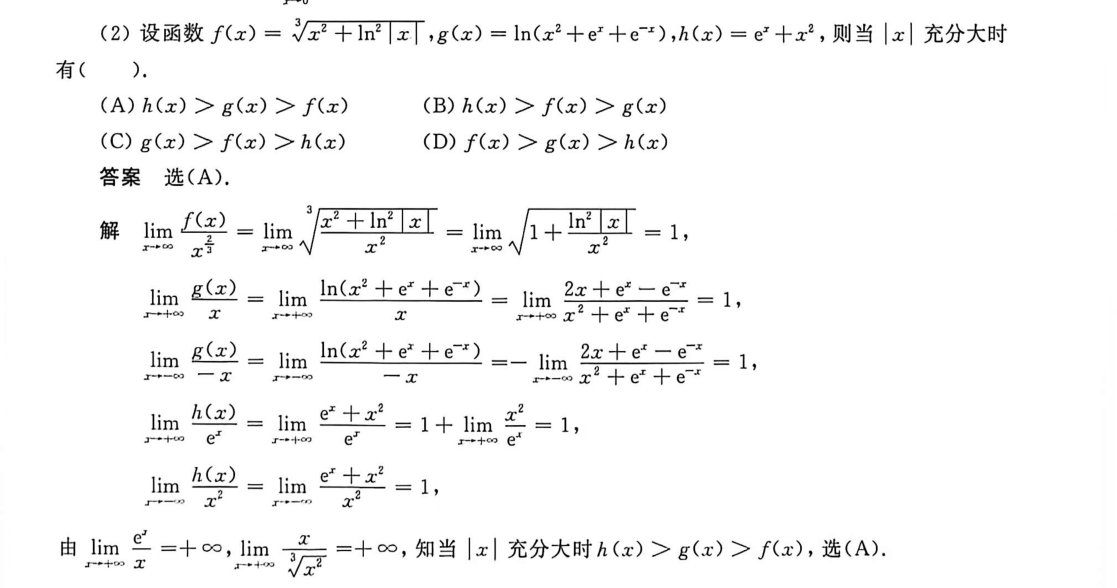 (2) 设函数 f(x) = ∛(x² + ln²|x|), g(x) = ln(x² + eˣ + e⁻ˣ), h(x) = eˣ + x², 则当 |x| 充分大时
有(　　).
(A) h(x) > g(x) > f(x)　　(B) h(x) > f(x) > g(x)
(C) g(x) > f(x) > h(x)　　(D) f(x) > g(x) > h(x)
答案　选(A).
解　lim_{x→∞} f(x)/x^{2/3} = lim_{x→∞} ∛((x² + ln²|x|)/x²) = lim_{x→∞} √(1 + ln²|x|/x²) = 1,
lim_{x→+∞} g(x)/x = lim_{x→+∞} ln(x² + eˣ + e⁻ˣ)/x = lim_{x→+∞} (2x + eˣ − e⁻ˣ)/(x² + eˣ + e⁻ˣ) = 1,
lim_{x→−∞} g(x)/(−x) = lim_{x→−∞} ln(x² + eˣ + e⁻ˣ)/(−x) = − lim_{x→−∞} (2x + eˣ − e⁻ˣ)/(x² + eˣ + e⁻ˣ) = 1,
lim_{x→+∞} h(x)/eˣ = lim_{x→+∞} (eˣ + x²)/eˣ = 1 + lim_{x→+∞} x²/eˣ = 1,
lim_{x→−∞} h(x)/x² = lim_{x→−∞} (eˣ + x²)/x² = 1,
由 lim_{x→+∞} eˣ/x = +∞, lim_{x→+∞} x/∛(x²) = +∞, 知当 |x| 充分大时 h(x) > g(x) > f(x), 选(A).